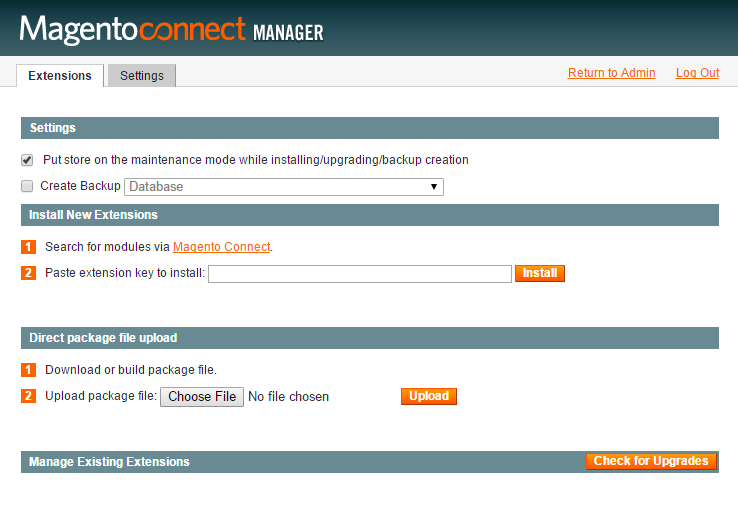 Magentoconnect MANAGER
Extensions Settings Return to Admin Log Out
Settings
Put store on the maintenance mode while installing/upgrading/backup creation
Create Backup Database
Install New Extensions
1 Search for modules via Magento Connect.
2 Paste extension key to install: Install
Direct package file upload
1 Download or build package file.
2 Upload package file: Choose File No file chosen Upload
Manage Existing Extensions Check for Upgrades